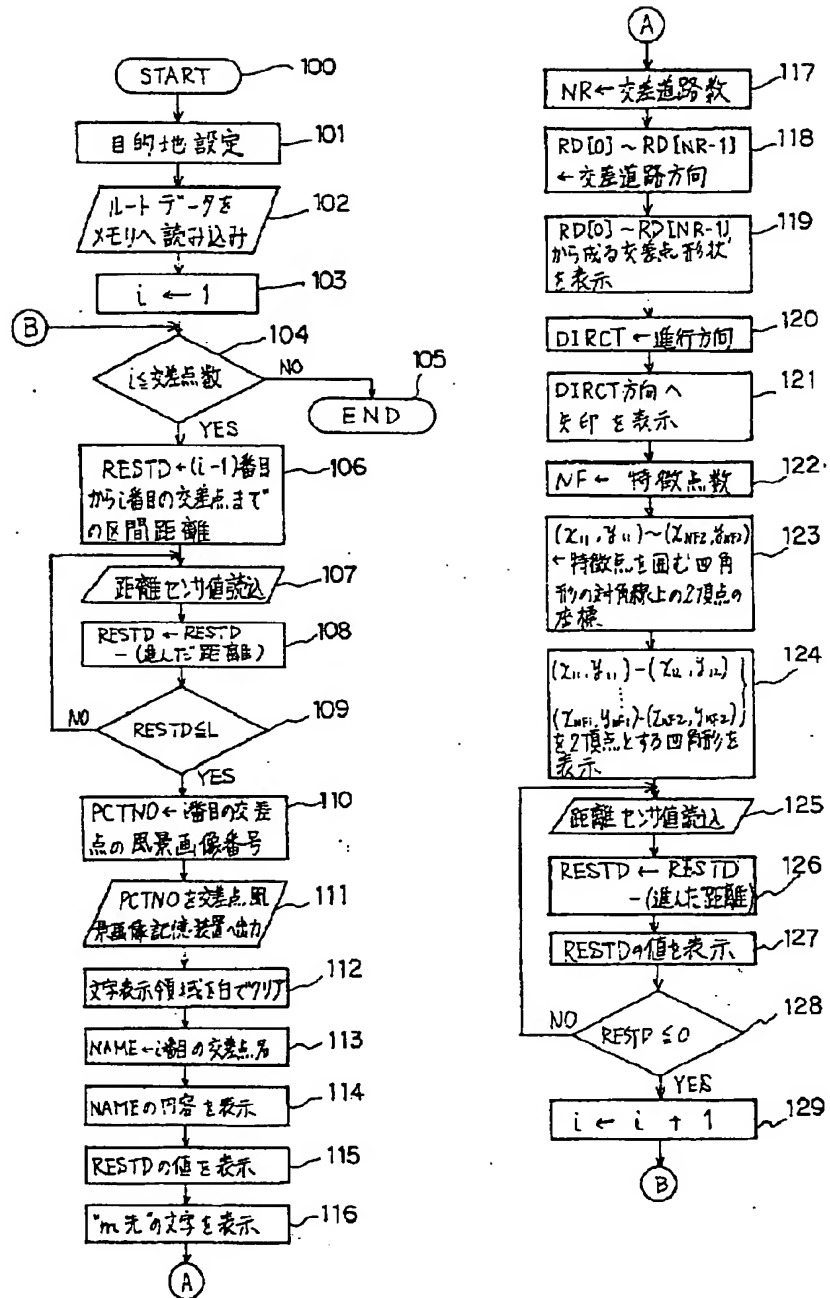 START
100
目的地設定
101
ルートデータを
メモリへ読み込み
102
i ← 1
103
B
104
i≦交差点数
NO
105
END
YES
RESTD←(i-1)番目
からi番目の交差点まで
の区間距離
106
距離センサ値読込
107
RESTD ← RESTD
-(進んだ距離)
108
NO
RESTD≦L
109
YES
PCTNO←i番目の交差
点の風景画像番号
110
PCTNOを交差点風
景画像記憶装置へ出力
111
文字表示領域を白でクリア
112
NAME←i番目の交差点名
113
NAMEの内容を表示
114
RESTDの値を表示
115
"m先"の文字を表示
116
A
A
NR←交差道路数
117
RD[0]~RD[NR-1]
←交差道路方向
118
RD[0]~RD[NR-1]
から成る交差点形状
を表示
119
DIRCT←進行方向
120
DIRCT方向へ
矢印を表示
121
NF← 特徴点数
122
(x11,y11)~(xNF2,yNF2)
←特徴点を囲む四角
形の対角線上の2頂点の
座標
123
(x11,y11)-(x12,y12)
⋮
(xNF1,yNF1)-(xNF2,yNF2)
を2頂点とする四角形を
表示
124
距離センサ値読込
125
RESTD ← RESTD
-(進んだ距離)
126
RESTDの値を表示
127
128
NO
RESTD≦0
YES
i ← i + 1
129
B